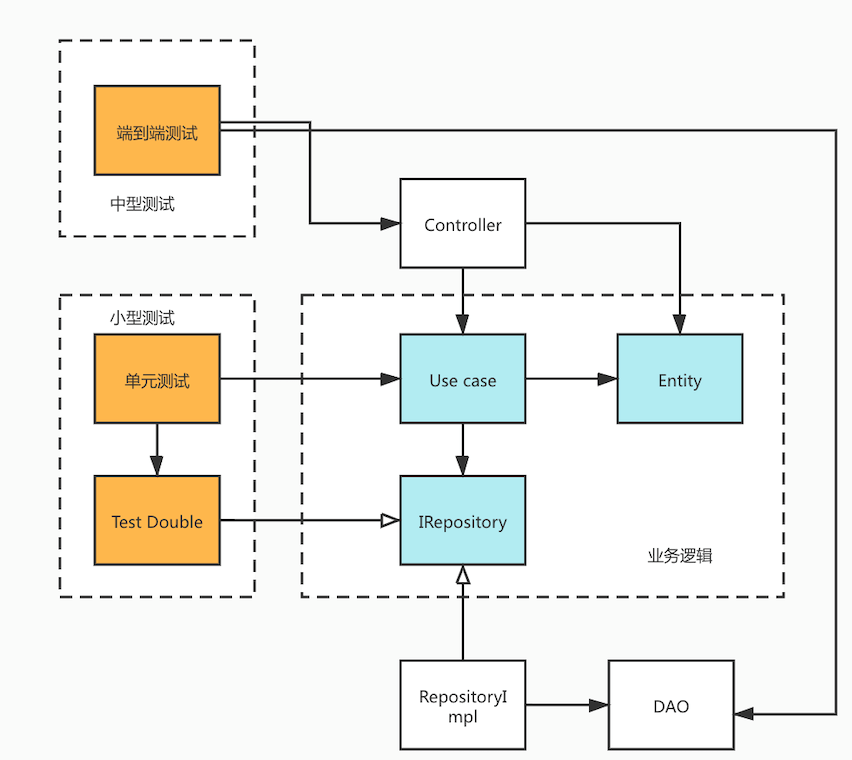 端到端测试
中型测试
Controller
小型测试
单元测试
Use case
Entity
Test Double
IRepository
业务逻辑
RepositoryI
mpl
DAO